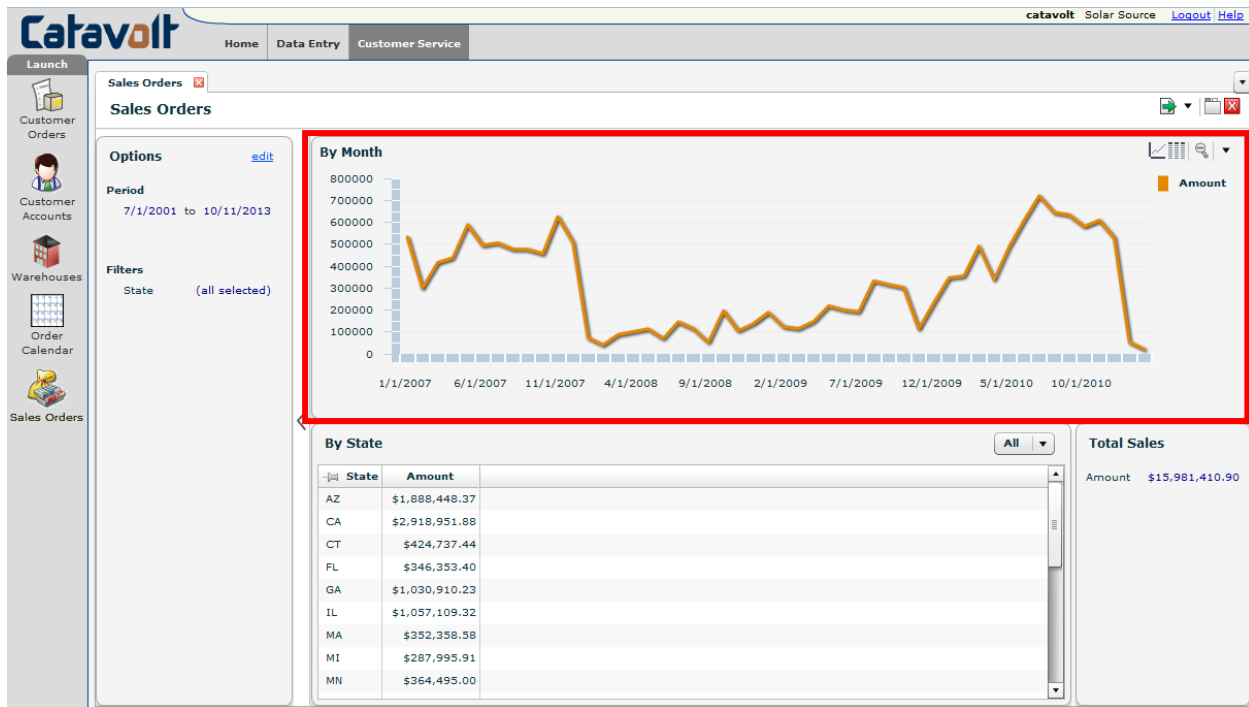 Catavolt
catavolt Solar Source Logout Help
Home Data Entry Customer Service
Launch
Customer
Orders
Customer
Accounts
Warehouses
Order
Calendar
Sales Orders
Sales Orders
Sales Orders
Options edit
Period
7/1/2001 to 10/11/2013
Filters
State (all selected)
By Month
Amount
800000
700000
600000
500000
400000
300000
200000
100000
0
1/1/2007 6/1/2007 11/1/2007 4/1/2008 9/1/2008 2/1/2009 7/1/2009 12/1/2009 5/1/2010 10/1/2010
By State All
State Amount
AZ $1,888,448.37
CA $2,918,951.88
CT $424,737.44
FL $346,353.40
GA $1,030,910.23
IL $1,057,109.32
MA $352,358.58
MI $287,995.91
MN $364,495.00
Total Sales
Amount $15,981,410.90